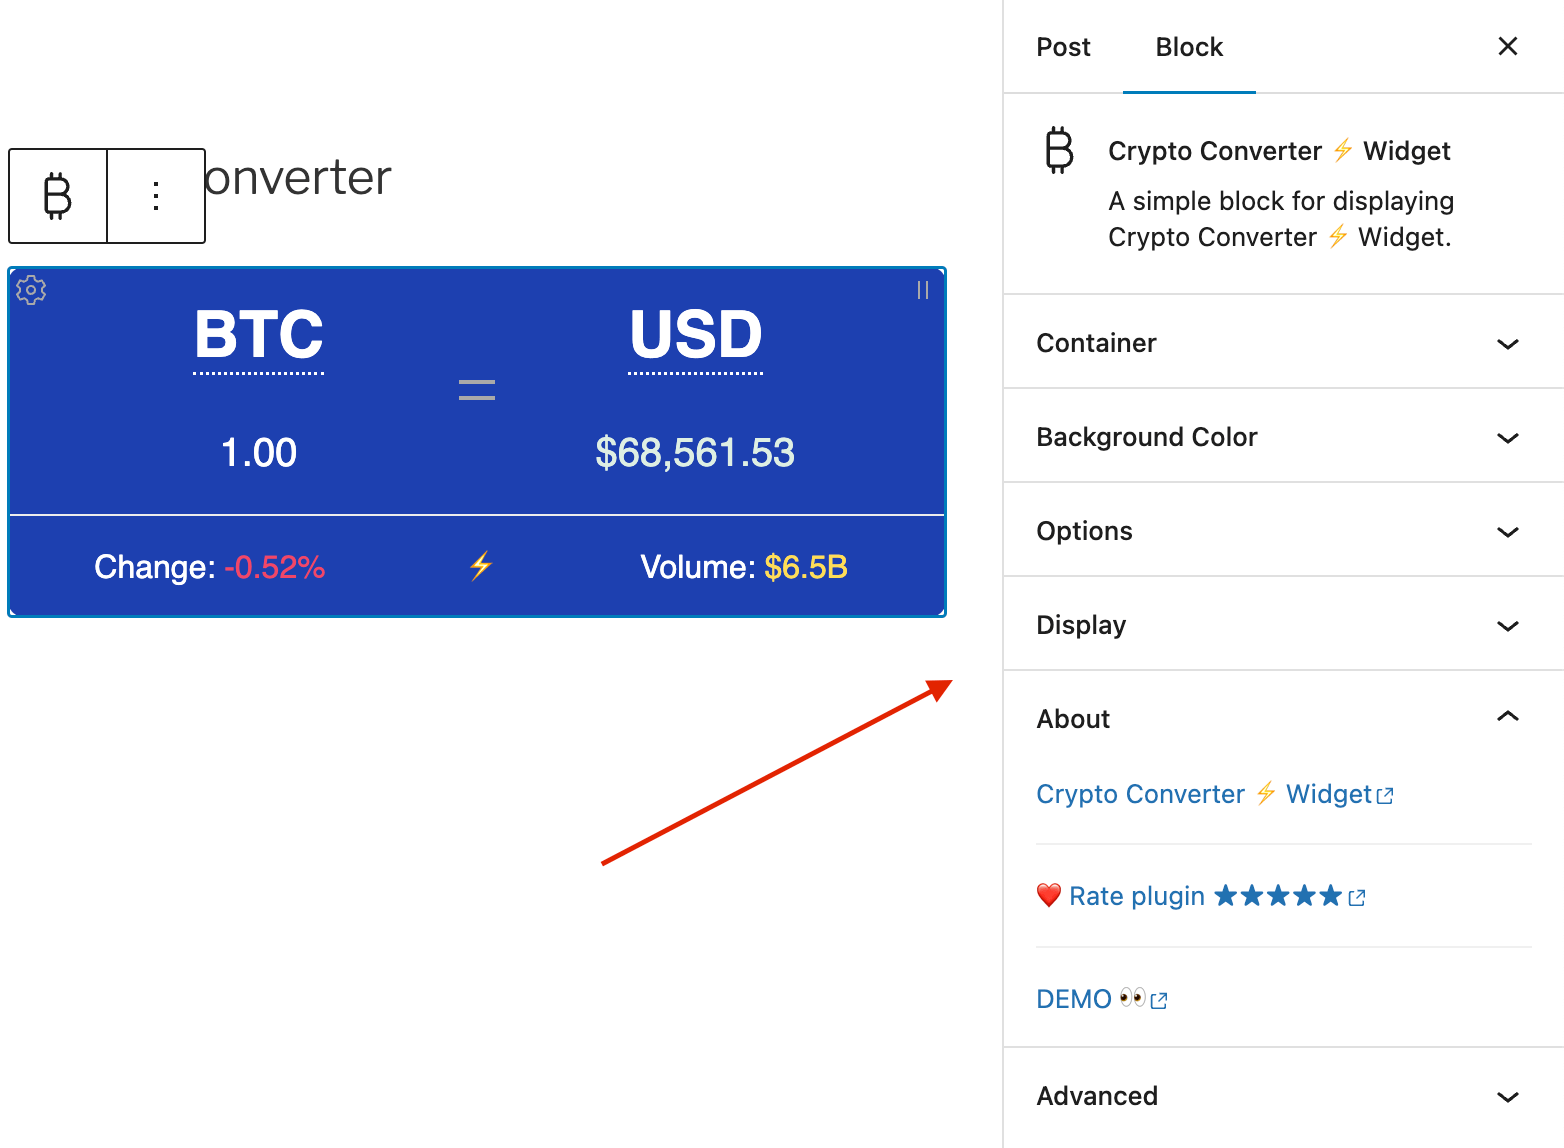 onverter
BTC
USD
=
1.00
$68,561.53
Change: -0.52%
⚡
Volume: $6.5B
Post
Block
Crypto Converter ⚡ Widget
A simple block for displaying
Crypto Converter ⚡ Widget.
Container
Background Color
Options
Display
About
Crypto Converter ⚡ Widget
❤️ Rate plugin ★★★★★
DEMO 👀
Advanced